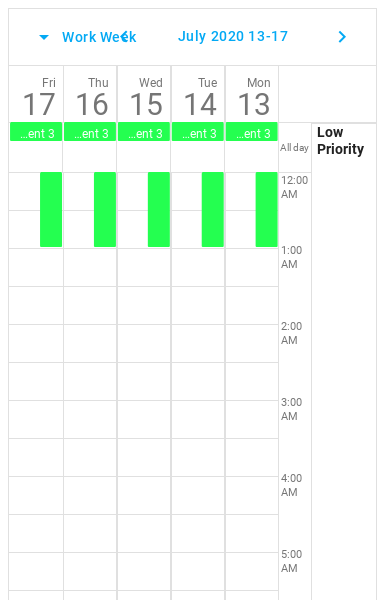 Work Week
July 2020 13-17
Fri Thu Wed Tue Mon
17 16 15 14 13
...ent 3 ...ent 3 ...ent 3 ...ent 3 ...ent 3
All day
Low
Priority
12:00
AM
1:00
AM
2:00
AM
3:00
AM
4:00
AM
5:00
AM